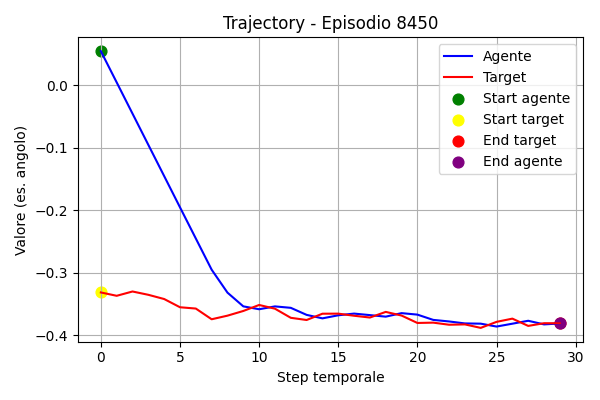 Trajectory - Episodio 8450
Valore (es. angolo)
0.0
−0.1
−0.2
−0.3
−0.4
Agente
Target
Start agente
Start target
End target
End agente
0 5 10 15 20 25 30
Step temporale